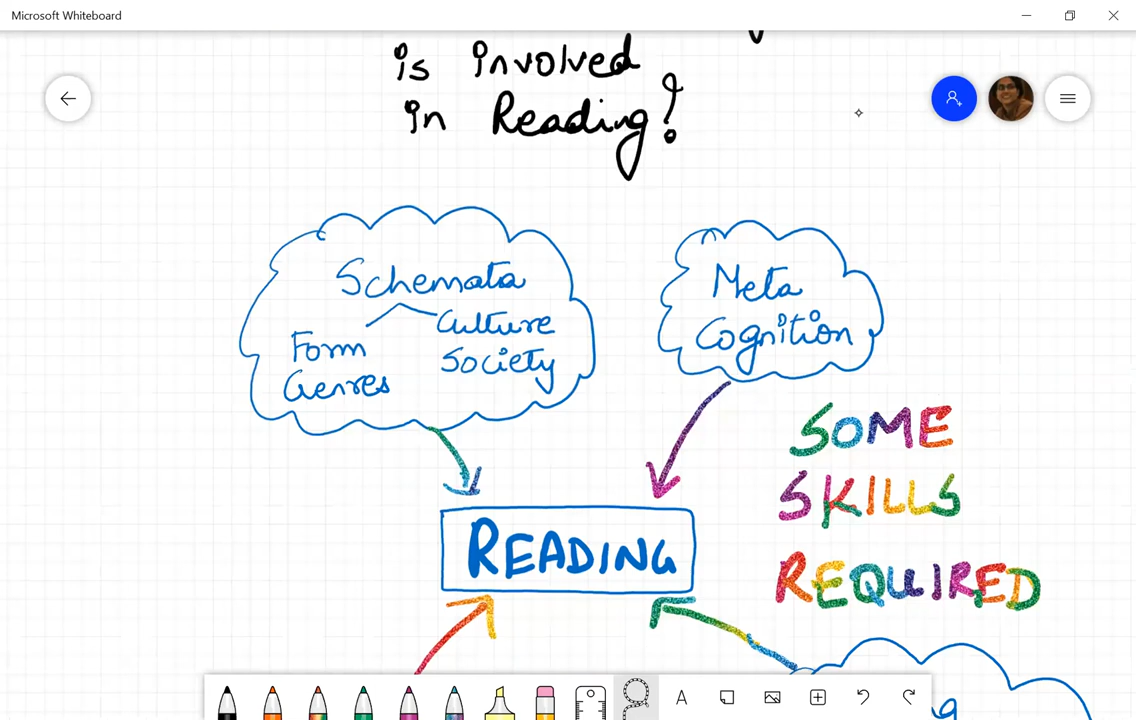 Microsoft Whiteboard
is involved
in Reading?
Schemata
Form
Genres
Culture
Society
Meta
Cognition
SOME
SKILLS
REQUIRED
READING